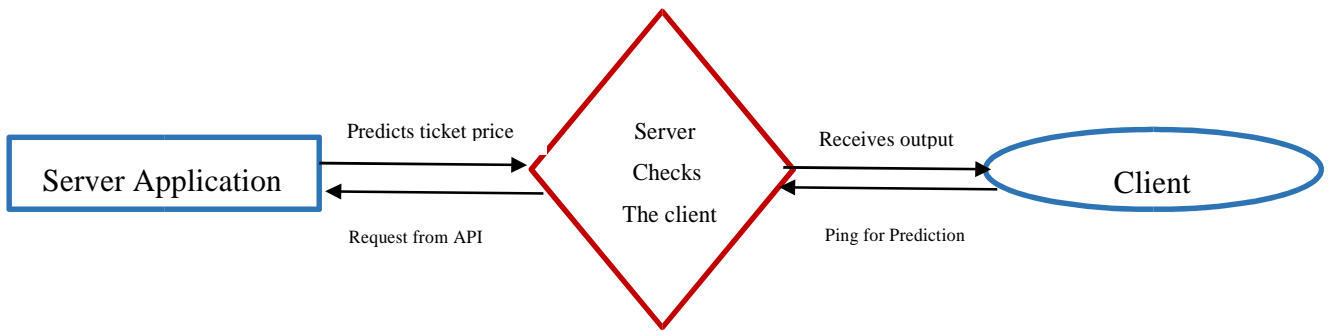 Server Application
Predicts ticket price
Request from API
Server
Checks
The client
Receives output
Ping for Prediction
Client